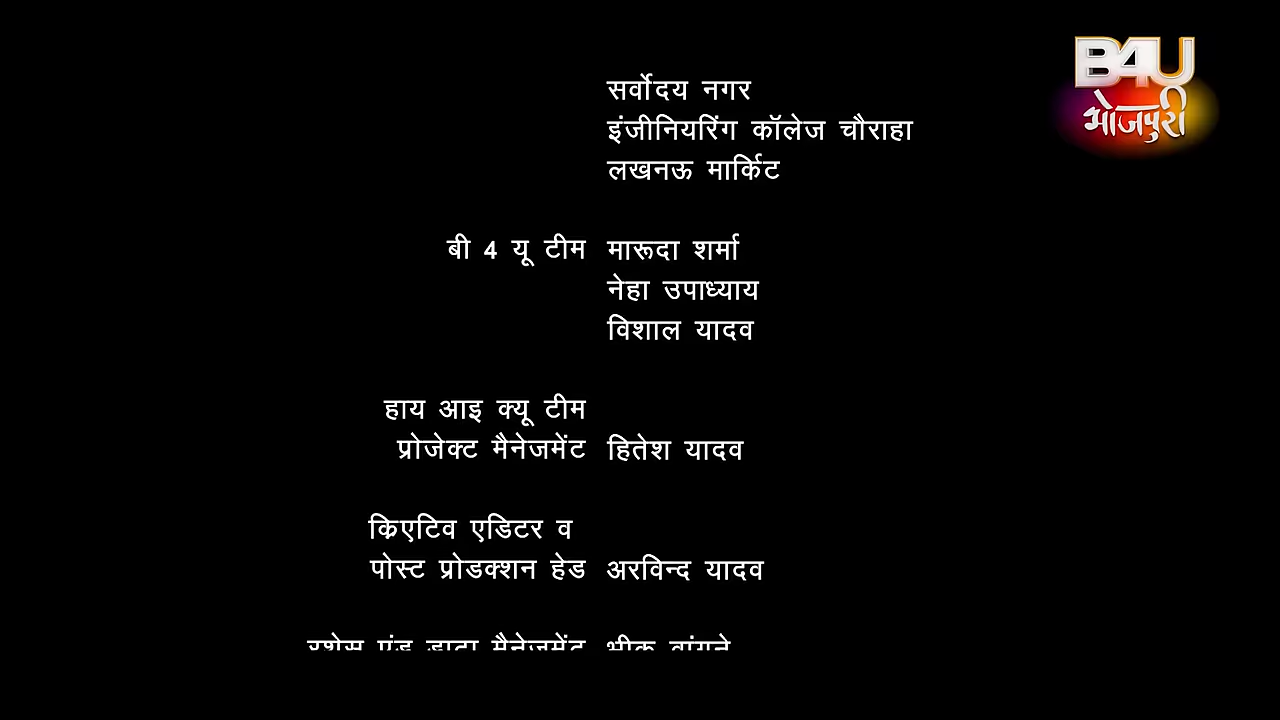 B4U
भोजपुरी
सर्वोदय नगर
इंजीनियरिंग कॉलेज चौराहा
लखनऊ मार्किट
बी 4 यू टीम मारूदा शर्मा
नेहा उपाध्याय
विशाल यादव
हाय आइ क्यू टीम
प्रोजेक्ट मैनेजमेंट हितेश यादव
क्रिएटिव एडिटर व
पोस्ट प्रोडक्शन हेड अरविन्द यादव
एंड डाटा मैनेजमेंट